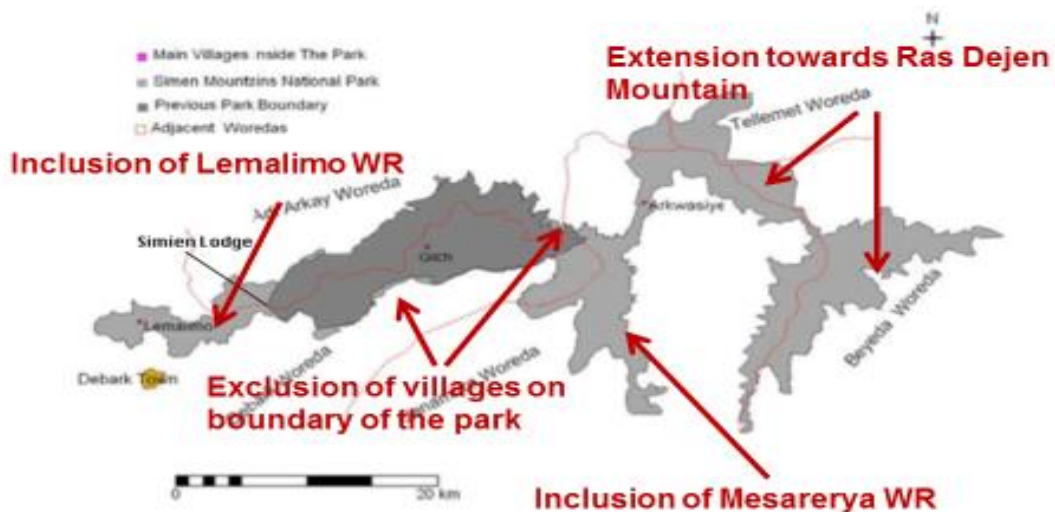 N
Main Villages nside The Park
Simen Mountzins National Park
Previous Park Boundary
Adjacent Woredas
Extension towards Ras Dejen
Mountain
Tellemet Woreda
Inclusion of Lemalimo WR
Adi Arkay Woreda
Arkwasiye
Simien Lodge
Gich
Lemalimo
Beyeda Woreda
Debark Town
Woreda
Woreda
Exclusion of villages on
boundary of the park
0
20 km
Inclusion of Mesarerya WR